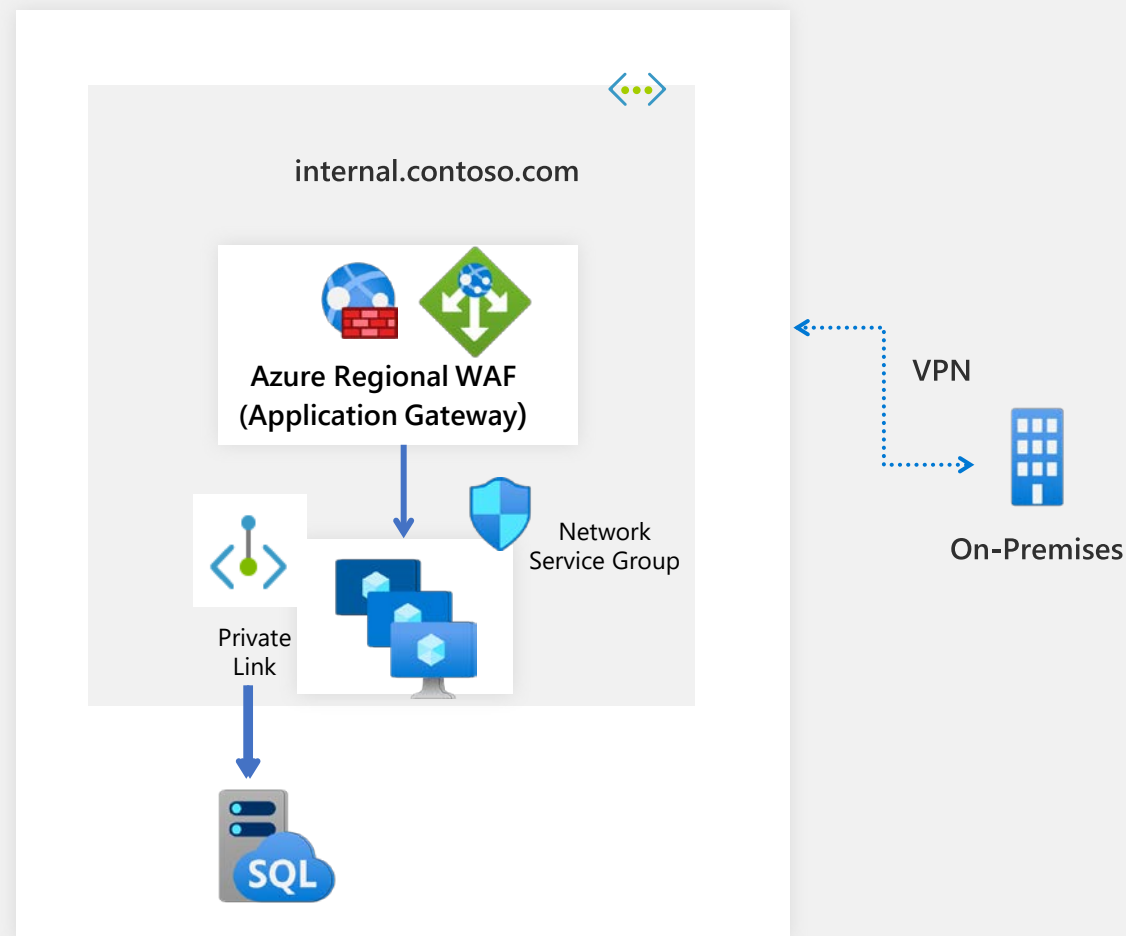 internal.contoso.com
Azure Regional WAF
(Application Gateway)
VPN
Network
Service Group
On-Premises
Private
Link
SQL